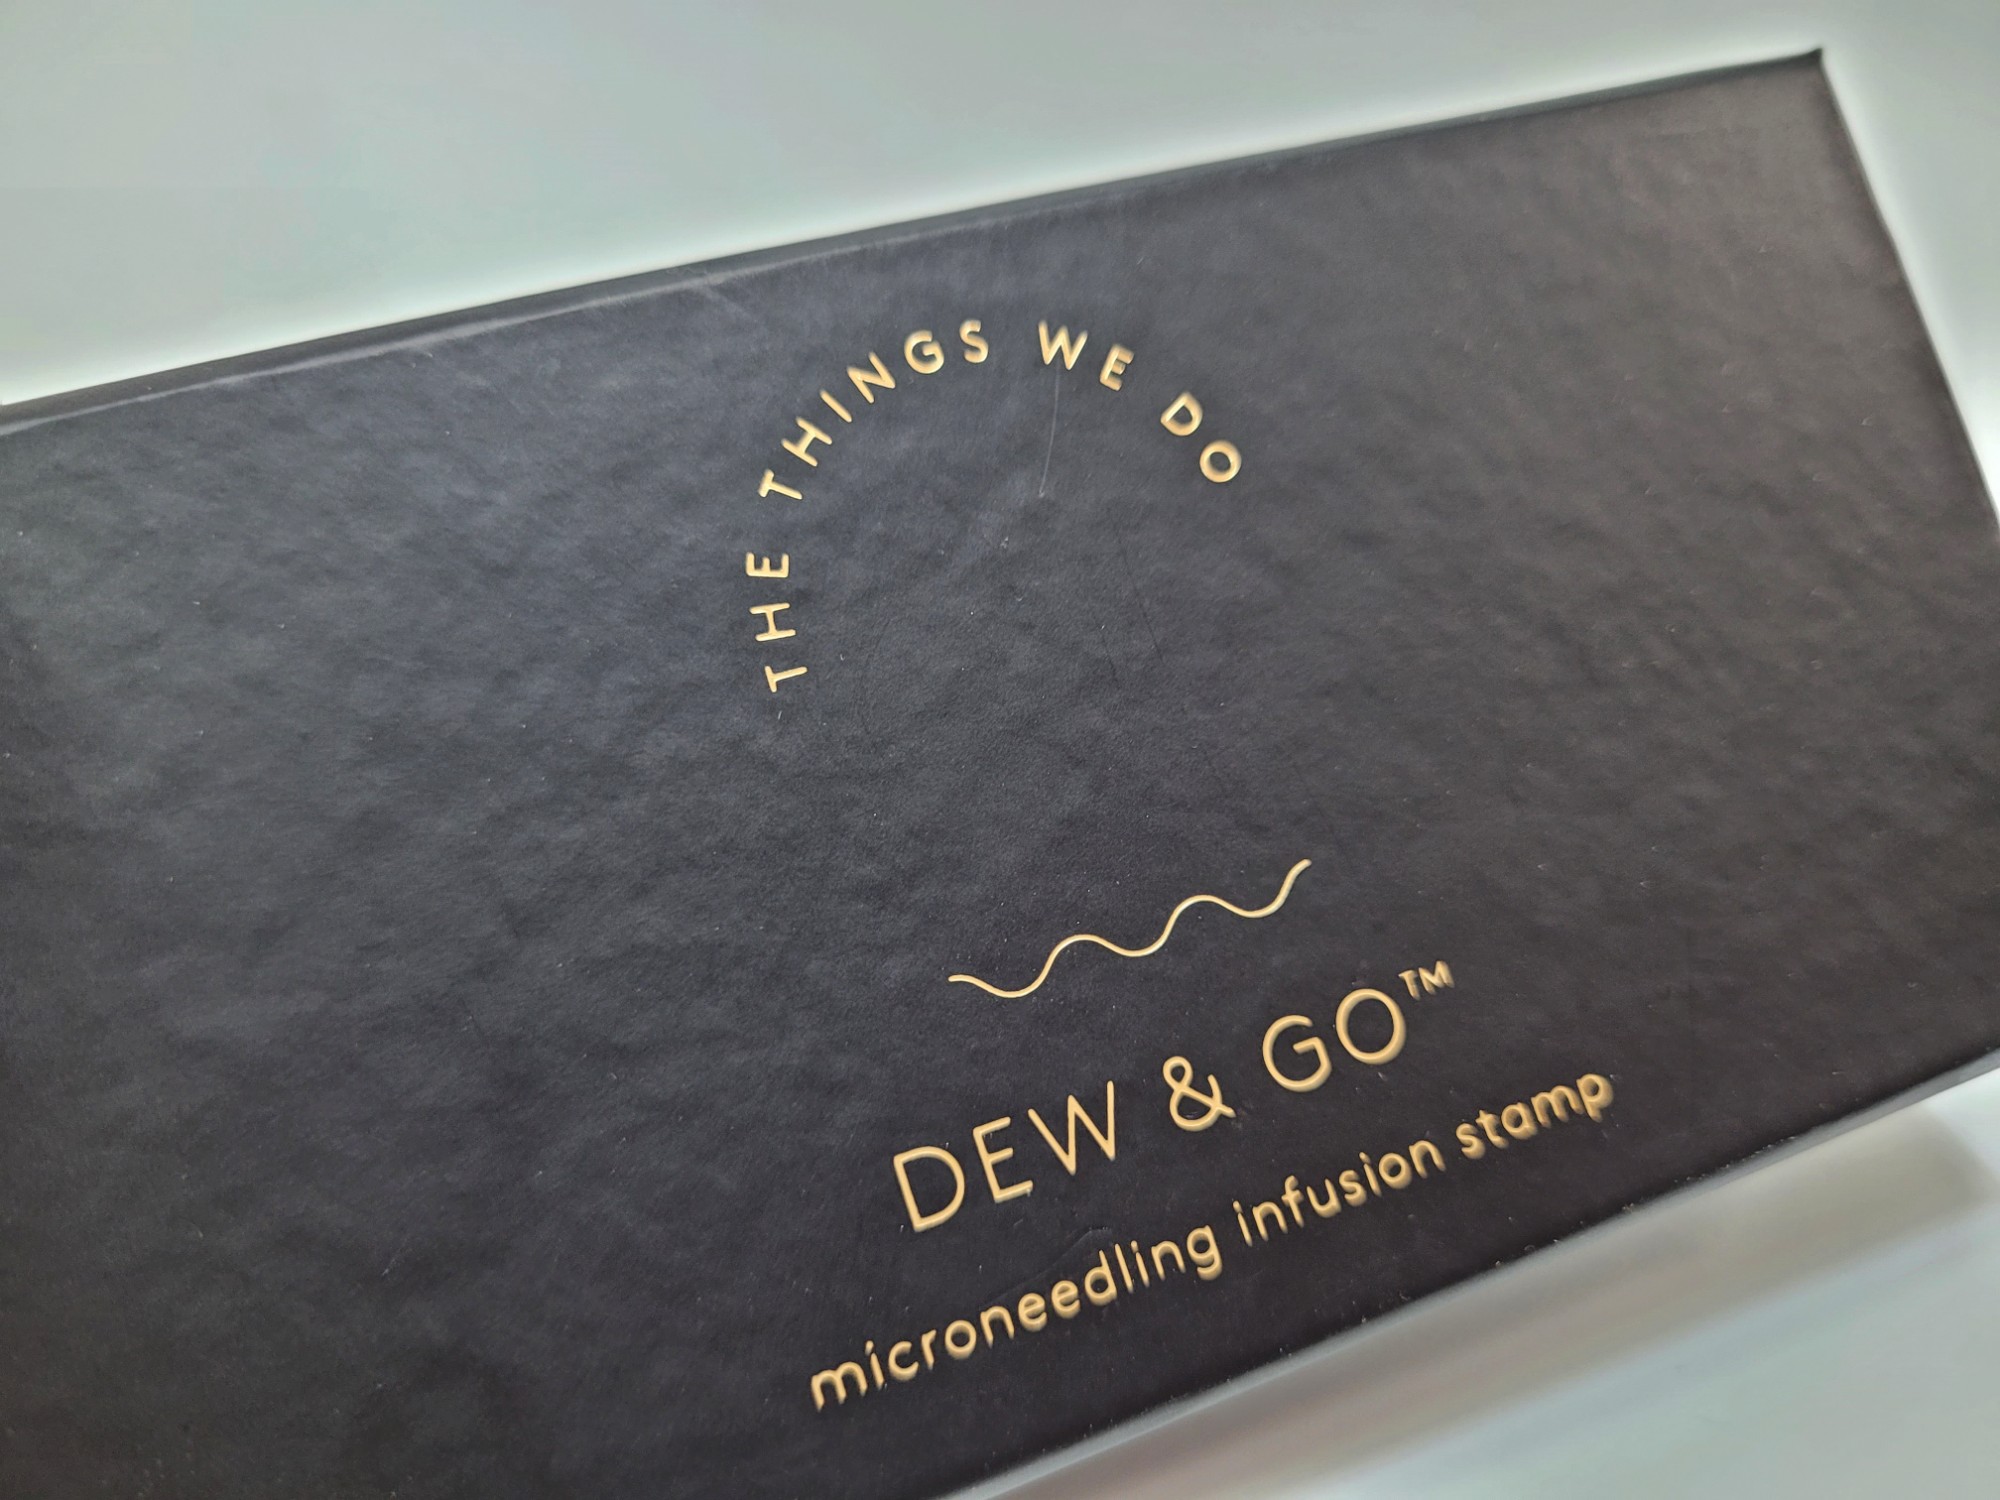 THE THINGS WE DO
DEW & GO™
microneedling infusion stamp